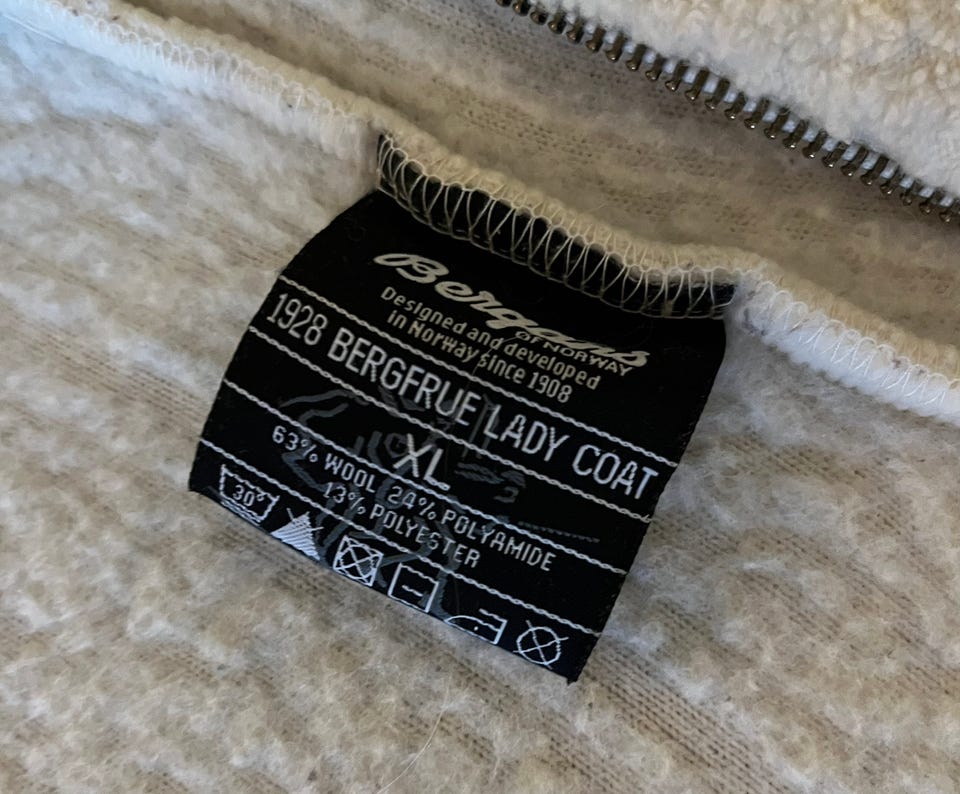 Bergans
OF NORWAY
Designed and developed
in Norway since 1908
1928 BERGFRUE LADY COAT
XL
63% WOOL 24% POLYAMIDE
13% POLYESTER
30°